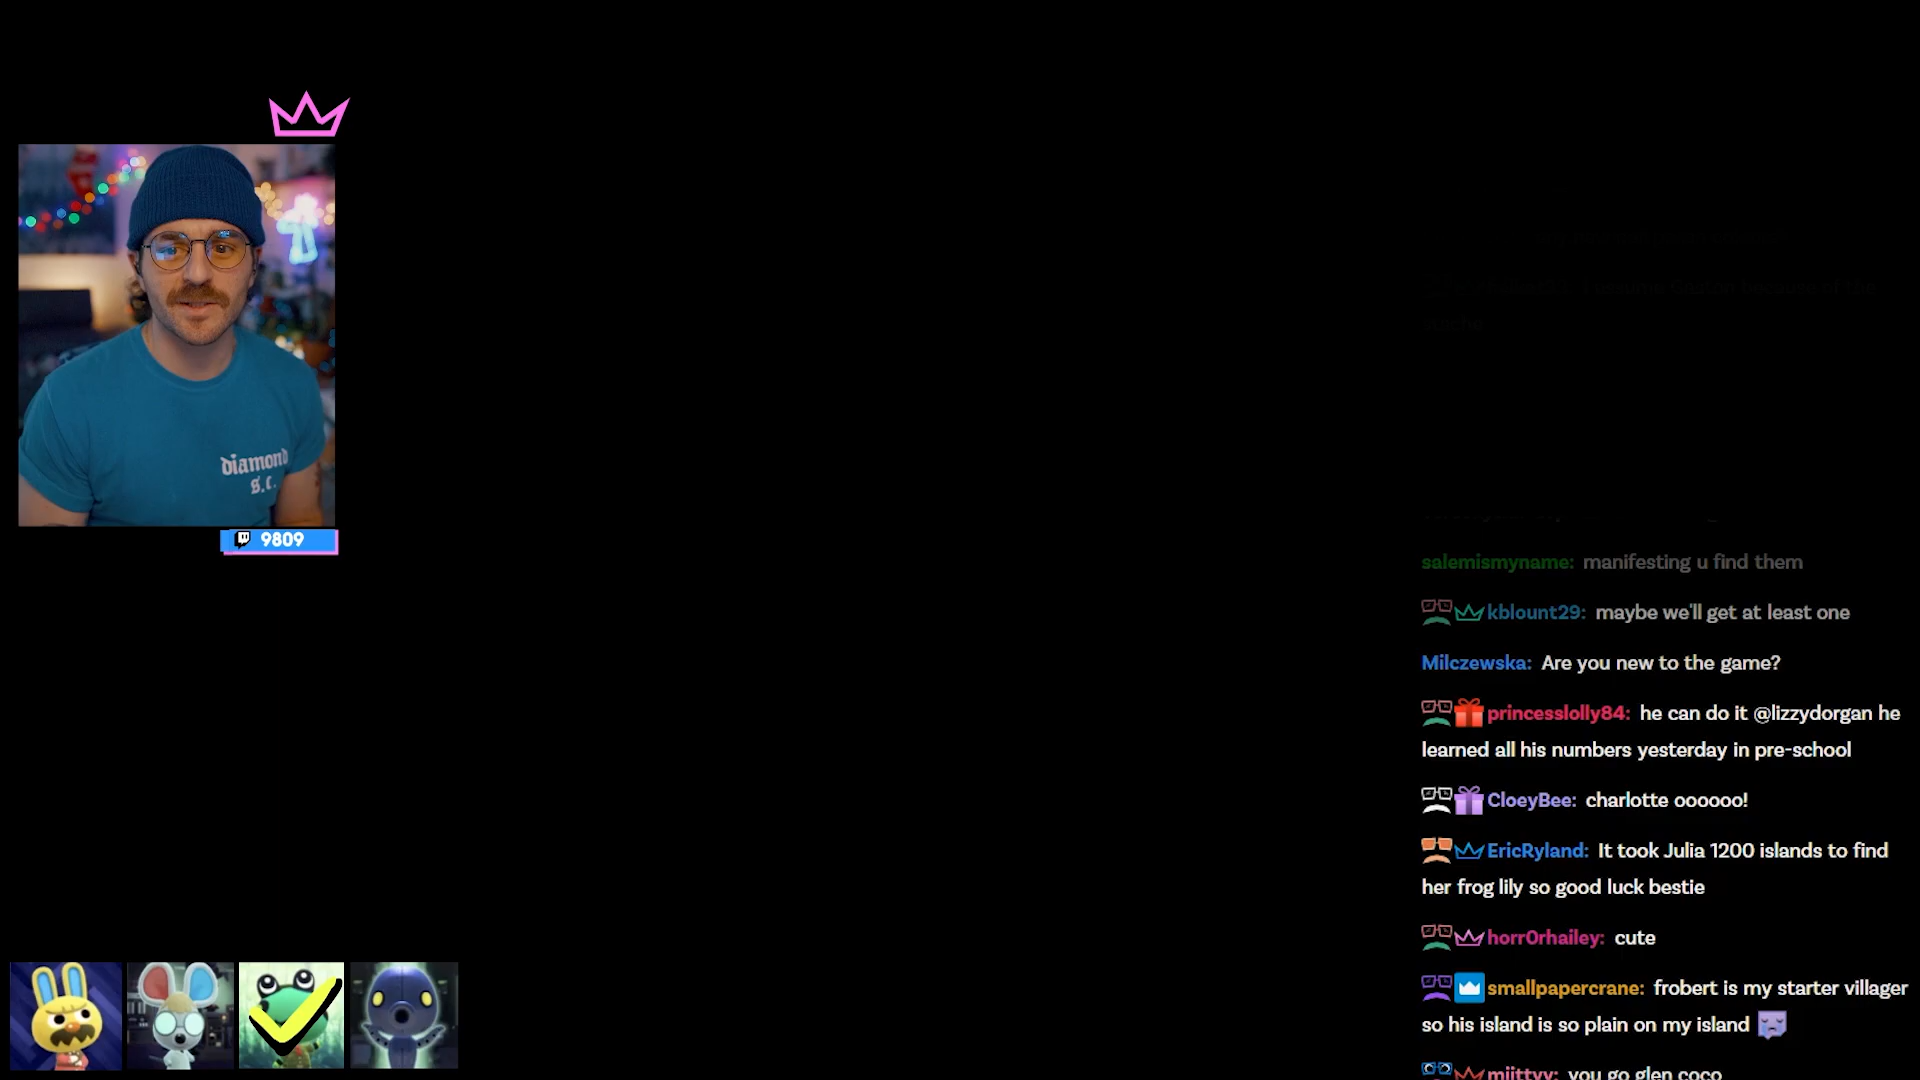 diamond
s.c.
9809
salemismyname: manifesting u find them
kblount29: maybe we'll get at least one
Milczewska: Are you new to the game?
princesslolly84: he can do it @lizzydorgan he
learned all his numbers yesterday in pre-school
CloeyBee: charlotte oooooo!
EricRyland: It took Julia 1200 islands to find
her frog lily so good luck bestie
horr0rhailey: cute
smallpapercrane: frobert is my starter villager
so his island is so plain on my island
miittyy: you go glen coco